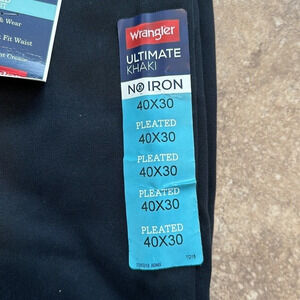 & Wear
Fit Waist
Wrangler
ULTIMATE
KHAKI
NO IRON
40X30
PLEATED
40X30
PLEATED
40X30
PLEATED
40X30
PLEATED
40X30